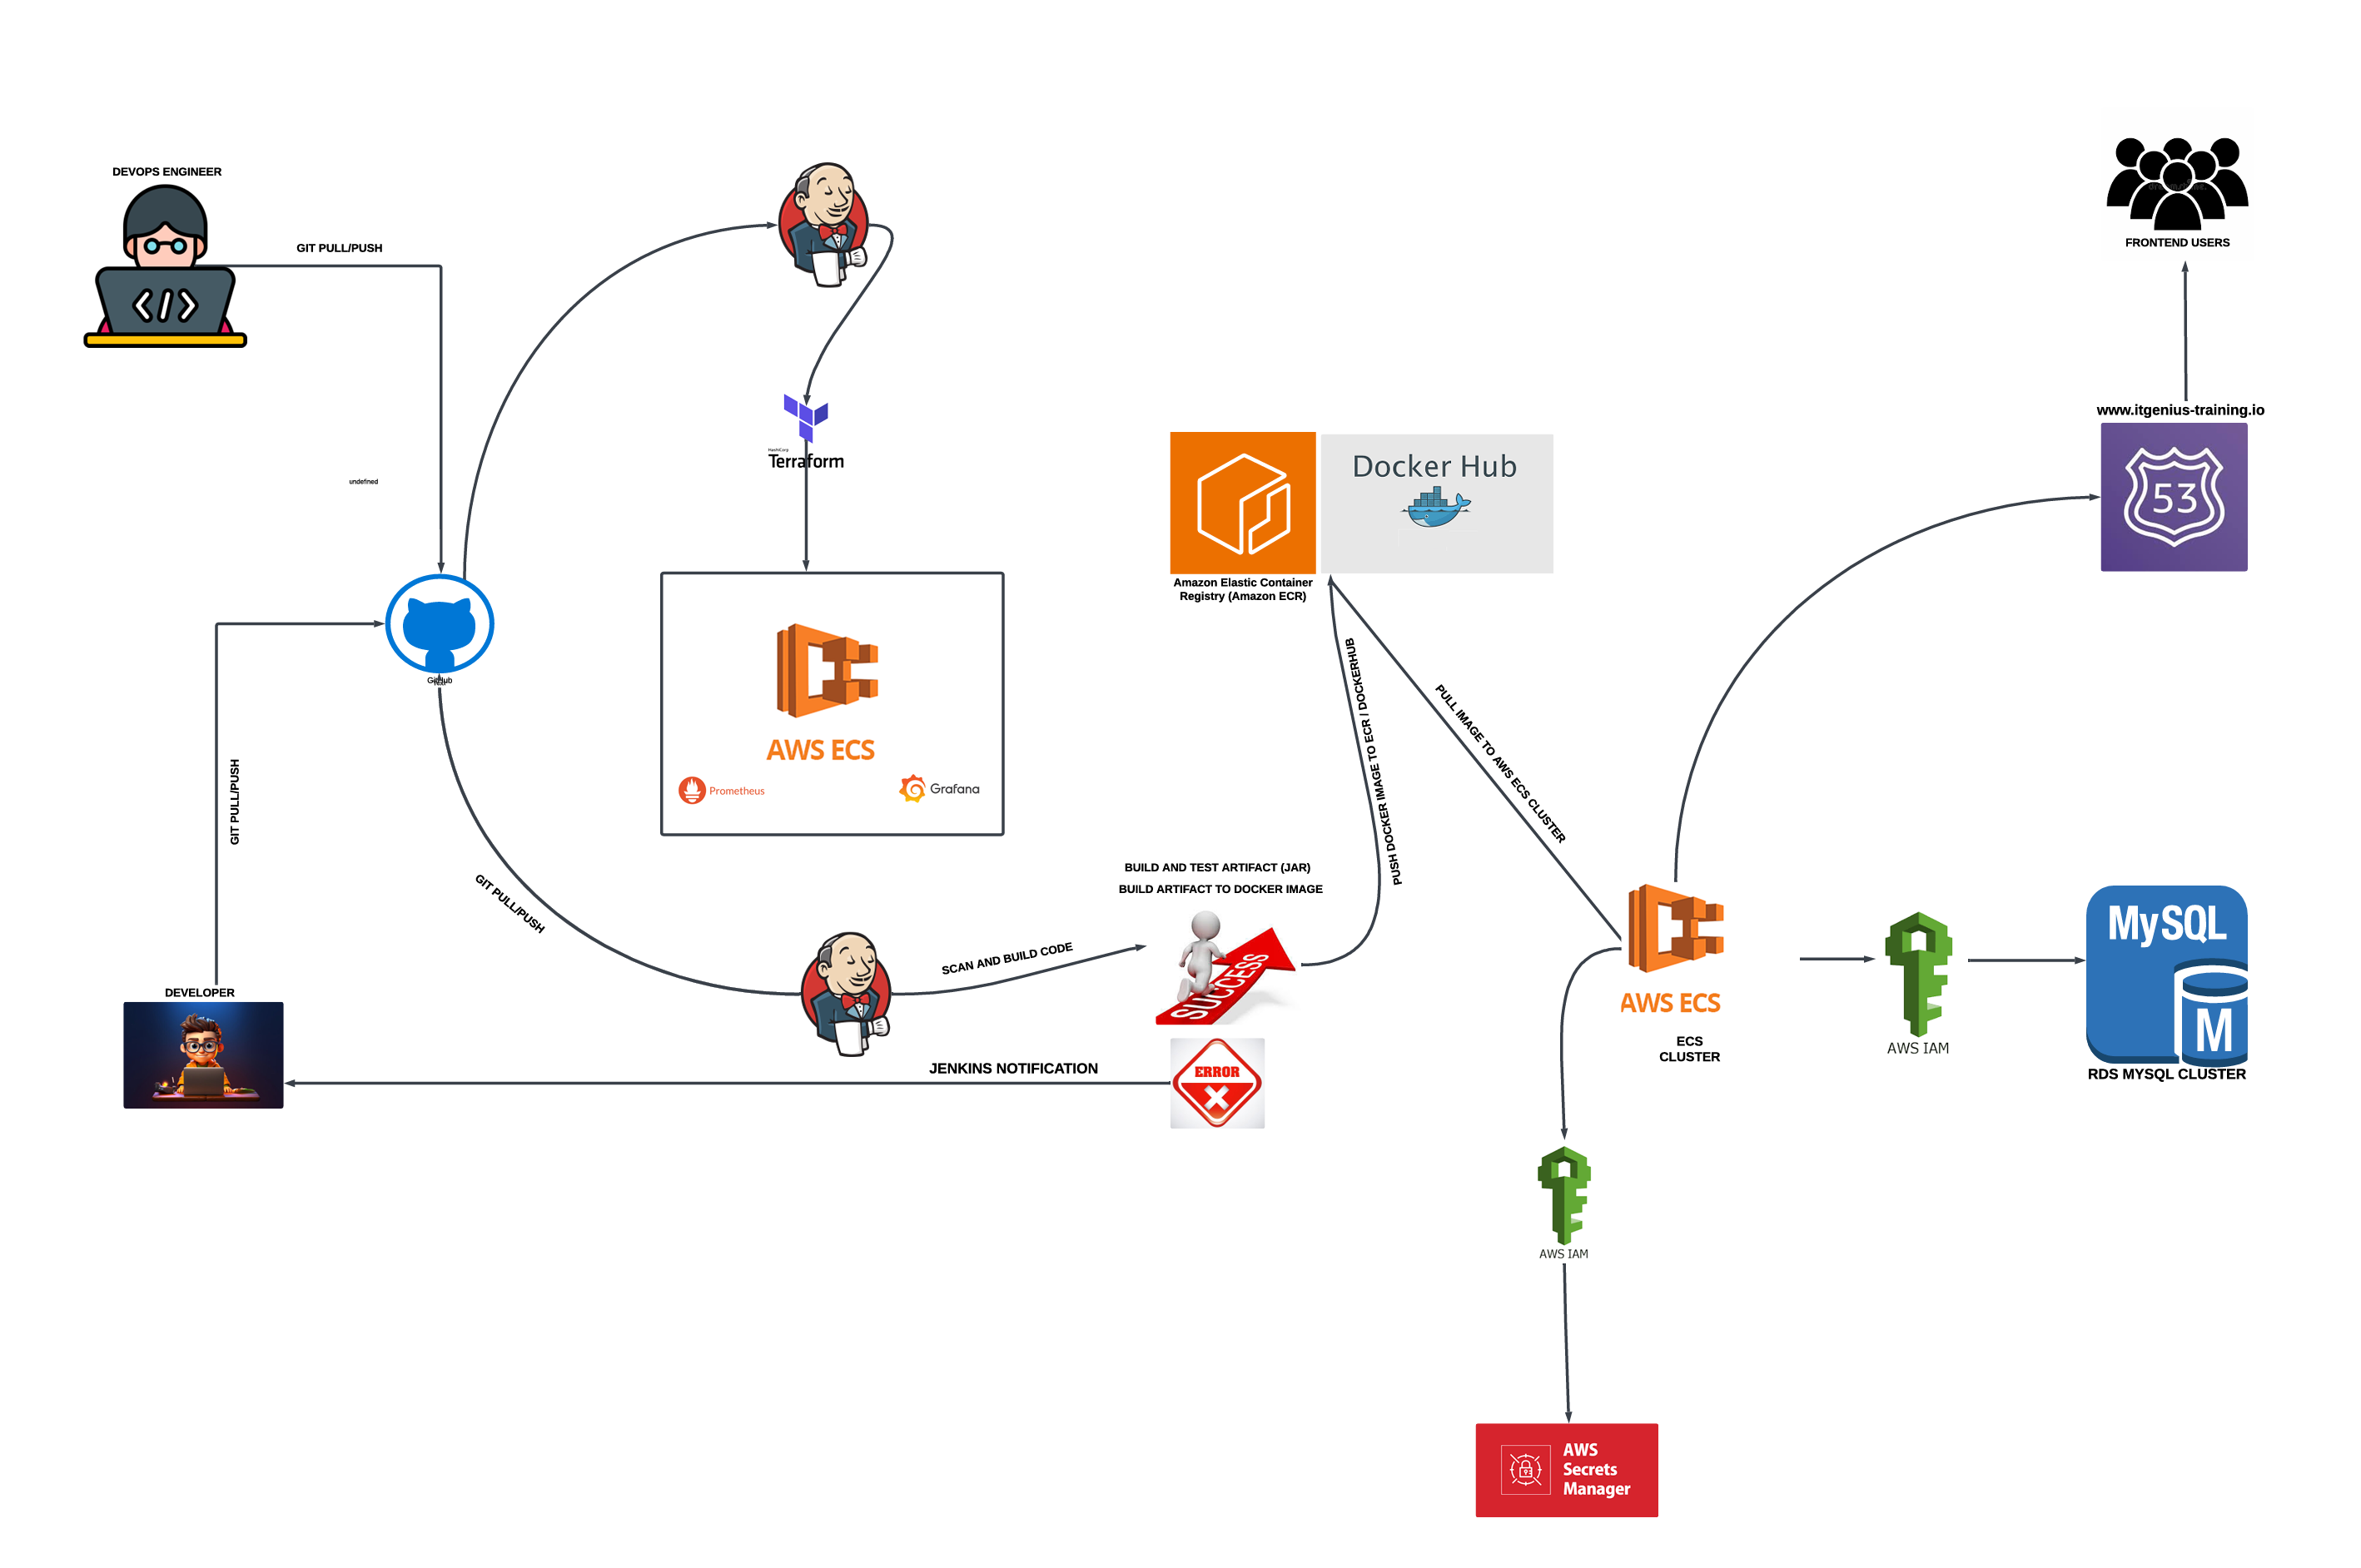 DEVOPS ENGINEER
GIT PULL/PUSH
undefined
GitHub
HashiCorp
Terraform
AWS ECS
Prometheus
Grafana
GIT PULL/PUSH
DEVELOPER
GIT PULL/PUSH
SCAN AND BUILD CODE
BUILD AND TEST ARTIFACT (JAR)
BUILD ARTIFACT TO DOCKER IMAGE
SUCCESS
ERROR
JENKINS NOTIFICATION
Docker Hub
Amazon Elastic Container
Registry (Amazon ECR)
PUSH DOCKER IMAGE TO ECR / DOCKERHUB
PULL IMAGE TO AWS ECS CLUSTER
AWS ECS
ECS
CLUSTER
AWS IAM
AWS
Secrets
Manager
AWS IAM
MySQL
M
RDS MYSQL CLUSTER
53
www.itgenius-training.io
FRONTEND USERS